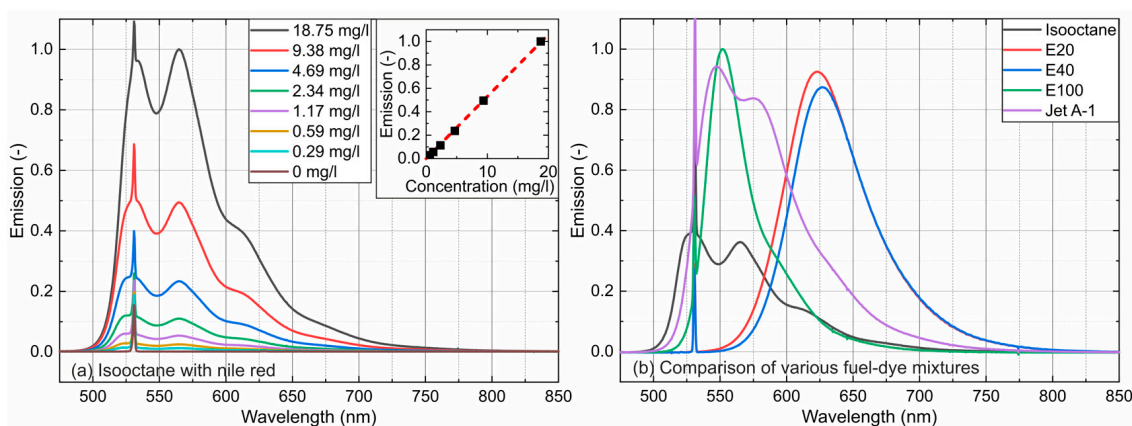 1.0
0.8
0.6
0.4
0.2
0.0
Emission (-)
500
550
600
650
700
750
800
850
Wavelength (nm)
18.75 mg/l
9.38 mg/l
4.69 mg/l
2.34 mg/l
1.17 mg/l
0.59 mg/l
0.29 mg/l
0 mg/l
1.0
0.8
0.6
0.4
0.2
0.0
Emission (-)
0
10
20
Concentration (mg/l)
(a) Isooctane with nile red
1.0
0.8
0.6
0.4
0.2
0.0
Emission (-)
500
550
600
650
700
750
800
850
Wavelength (nm)
Isooctane
E20
E40
E100
Jet A-1
(b) Comparison of various fuel-dye mixtures